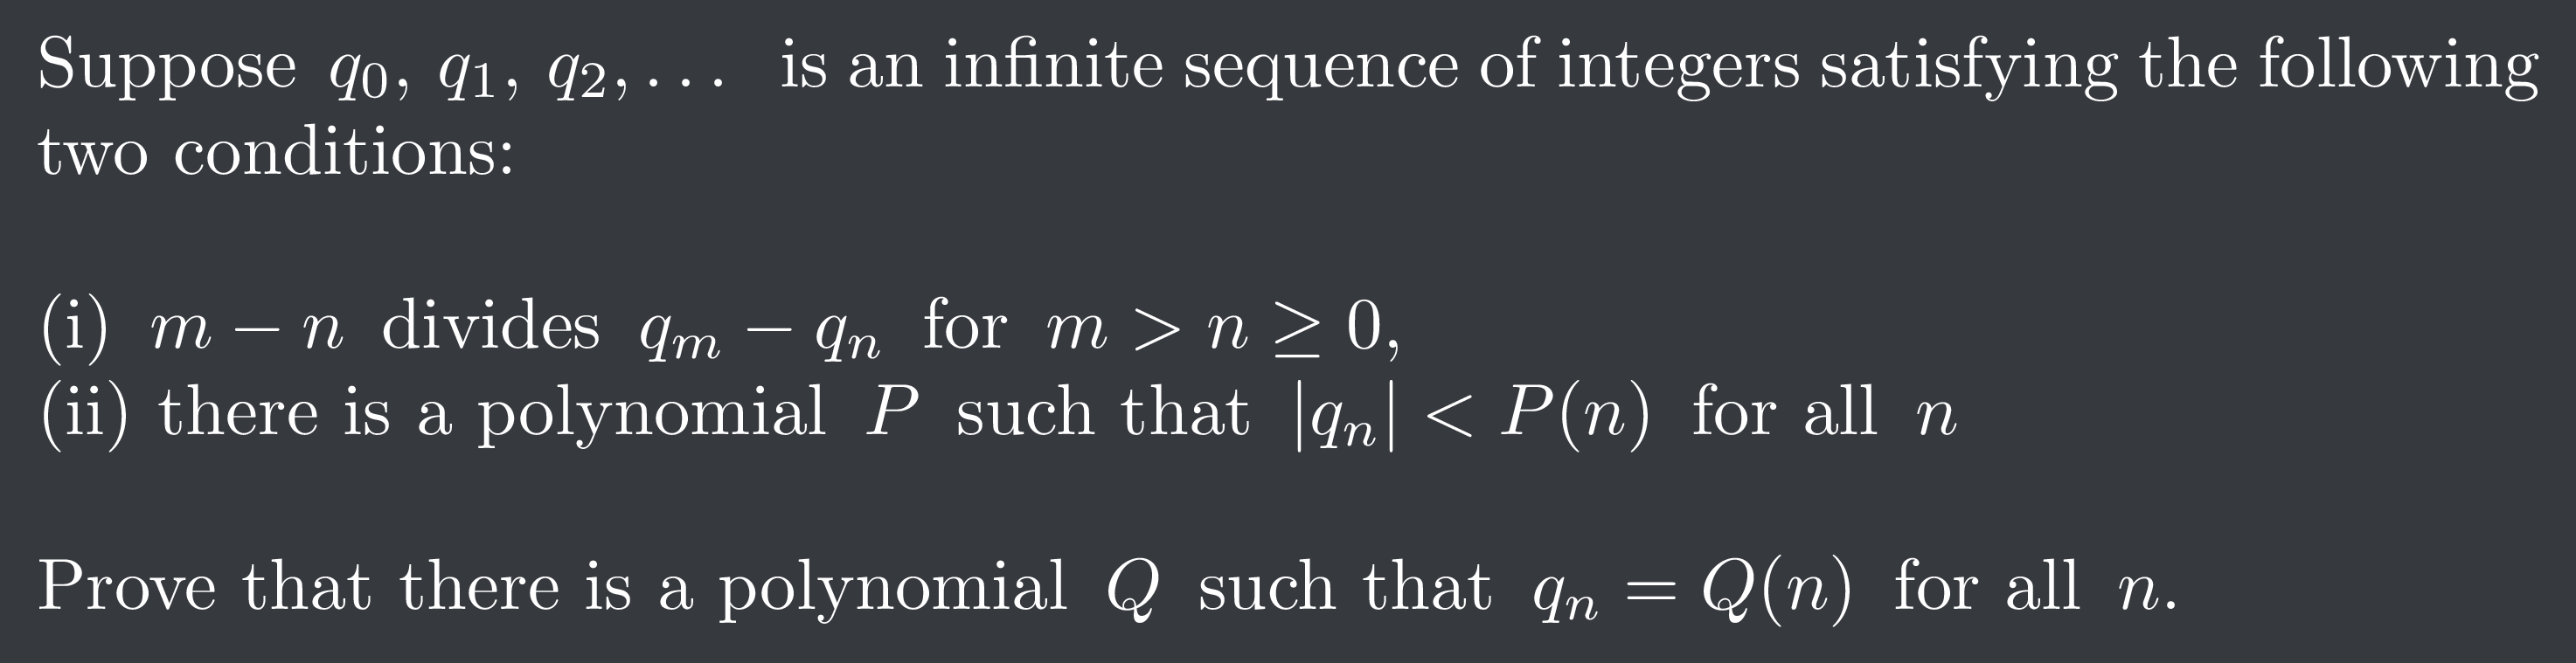 Suppose q₀, q₁, q₂, . . . is an infinite sequence of integers satisfying the following
two conditions:
(i) m − n divides qₘ − qₙ for m > n ≥ 0,
(ii) there is a polynomial P such that |qₙ| < P(n) for all n
Prove that there is a polynomial Q such that qₙ = Q(n) for all n.